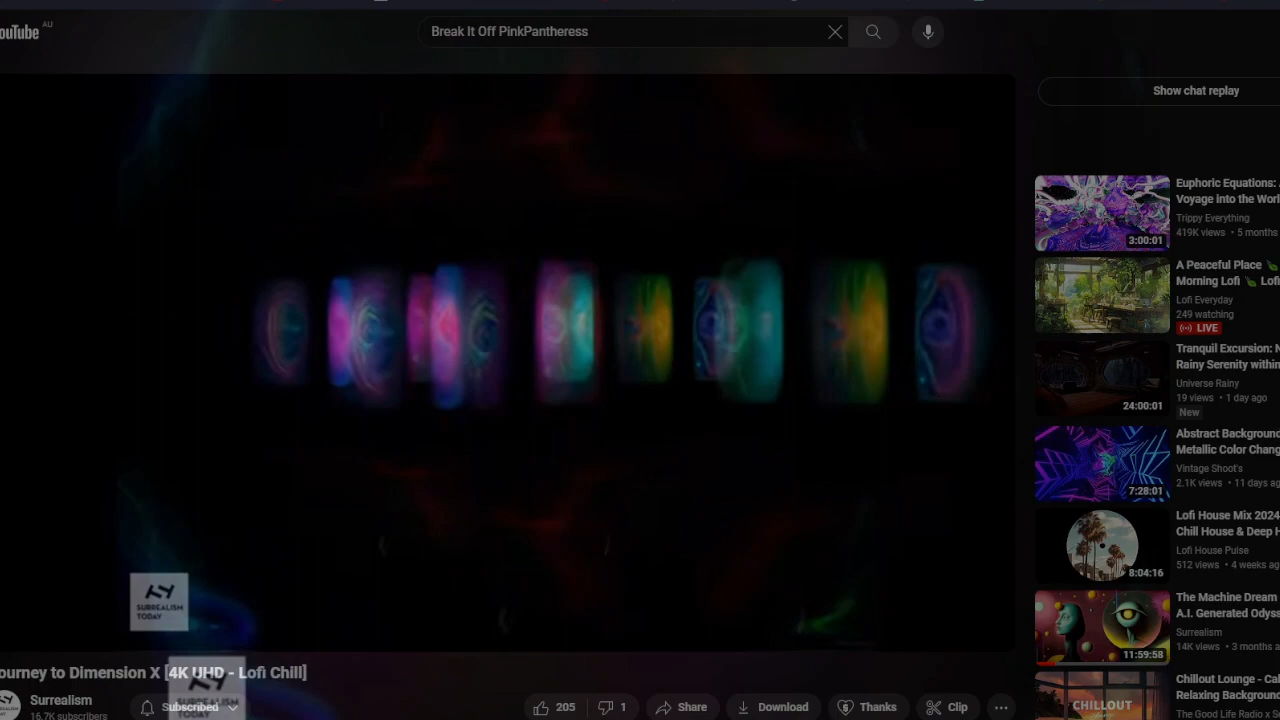 ouTube AU
Break It Off PinkPantheress
Show chat replay
Euphoric Equations:
Voyage into the Worl
Trippy Everything
419K views • 5 months
3:00:01
A Peaceful Place
Morning Lofi Lofi
Lofi Everyday
249 watching
LIVE
Tranquil Excursion: N
Rainy Serenity within
Universe Rainy
19 views • 1 day ago
24:00:01
New
Abstract Background
Metallic Color Chang
Vintage Shoot's
2.1K views • 11 days ag
7:28:01
Lofi House Mix 2024
Chill House & Deep H
Lofi House Pulse
512 views • 4 weeks ag
8:04:16
The Machine Dream
A.I. Generated Odyss
Surrealism
14K views • 3 months a
11:59:58
Chillout Lounge - Cal
Relaxing Background
The Good Life Radio x S
CHILLOUT
SURREALISM
TODAY
ourney to Dimension X [4K UHD - Lofi Chill]
Surrealism
16.7K subscribers
Subscribed
TODAY
205
1
Share
Download
Thanks
Clip